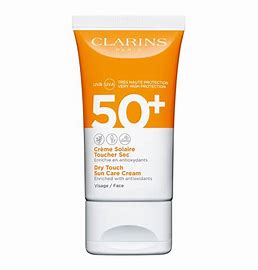 CLARINS
PARIS
UVB UVA
TRÈS HAUTE PROTECTION
VERY HIGH PROTECTION
50+
Crème Solaire
Toucher Sec
Enrichie en antioxydants
Dry Touch
Sun Care Cream
Enriched with antioxidants
Visage / Face